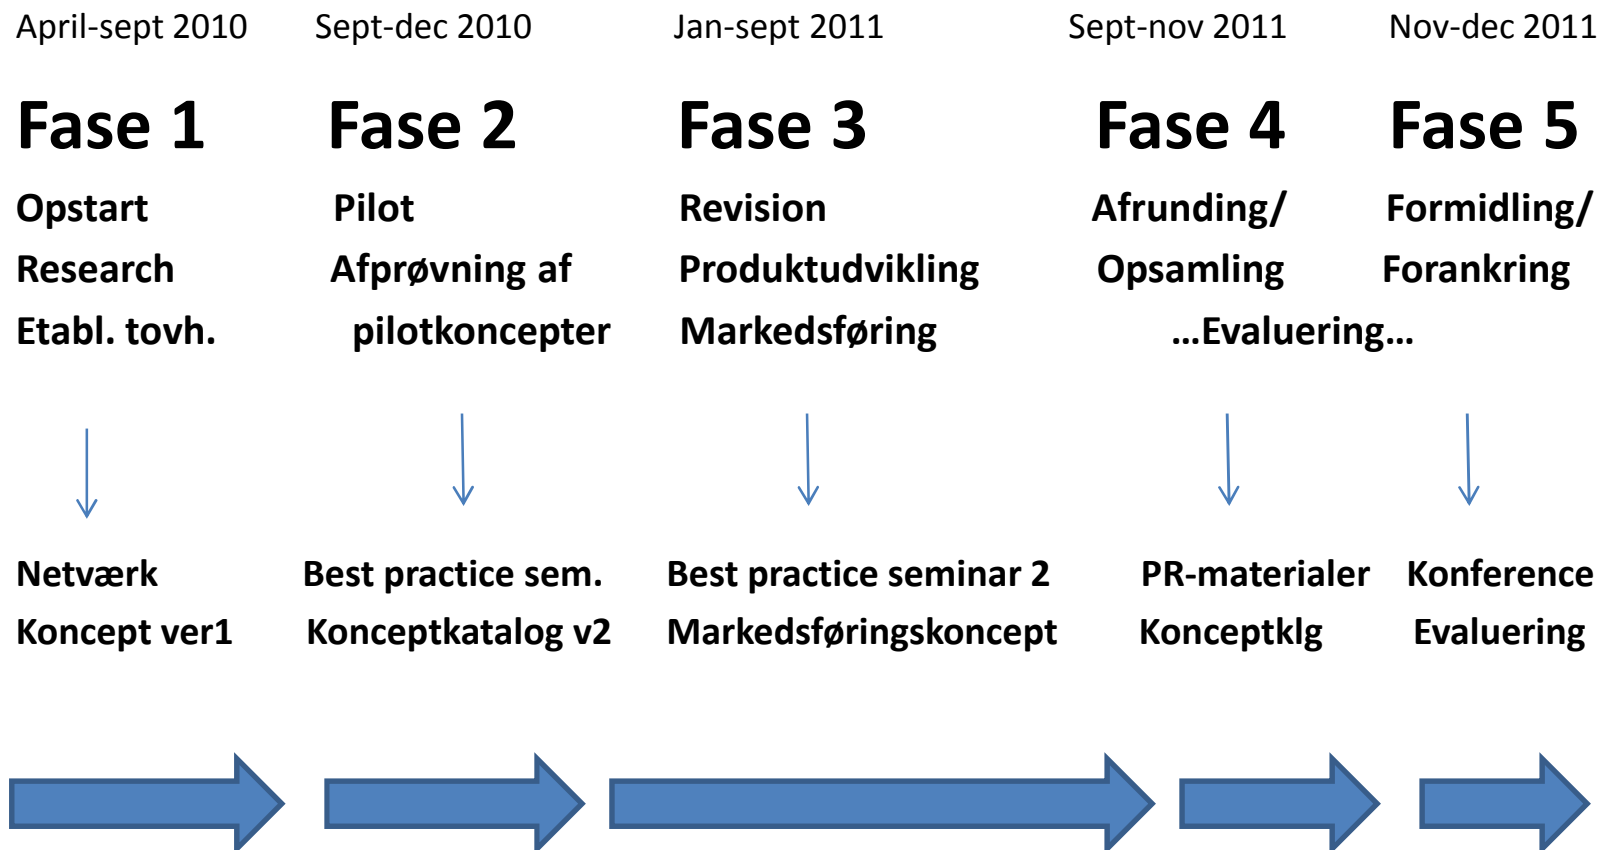 April-sept 2010 Sept-dec 2010 Jan-sept 2011 Sept-nov 2011 Nov-dec 2011
Fase 1 Fase 2 Fase 3 Fase 4 Fase 5
Opstart Pilot Revision Afrunding/ Formidling/
Research Afprøvning af Produktudvikling Opsamling Forankring
Etabl. tovh. pilotkoncepter Markedsføring …Evaluering…
Netværk Best practice sem. Best practice seminar 2 PR-materialer Konference
Koncept ver1 Konceptkatalog v2 Markedsføringskoncept Konceptklg Evaluering